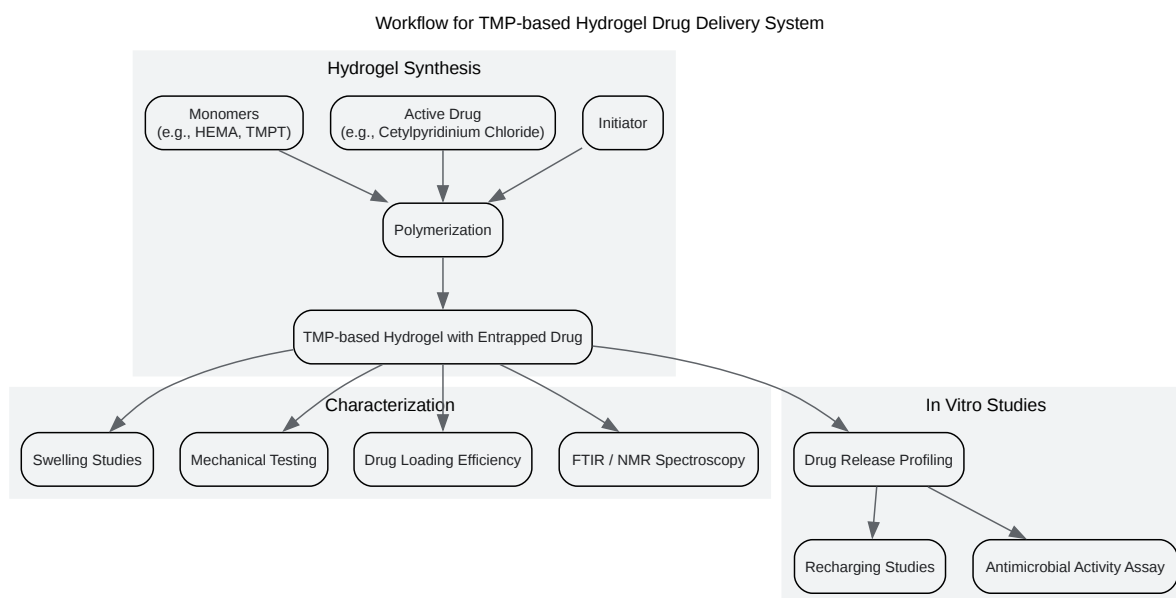 Workflow for TMP-based Hydrogel Drug Delivery System
Hydrogel Synthesis
Monomers
(e.g., HEMA, TMPT)
Active Drug
(e.g., Cetylpyridinium Chloride)
Initiator
Polymerization
TMP-based Hydrogel with Entrapped Drug
Characterization
Swelling Studies
Mechanical Testing
Drug Loading Efficiency
FTIR / NMR Spectroscopy
In Vitro Studies
Drug Release Profiling
Recharging Studies
Antimicrobial Activity Assay